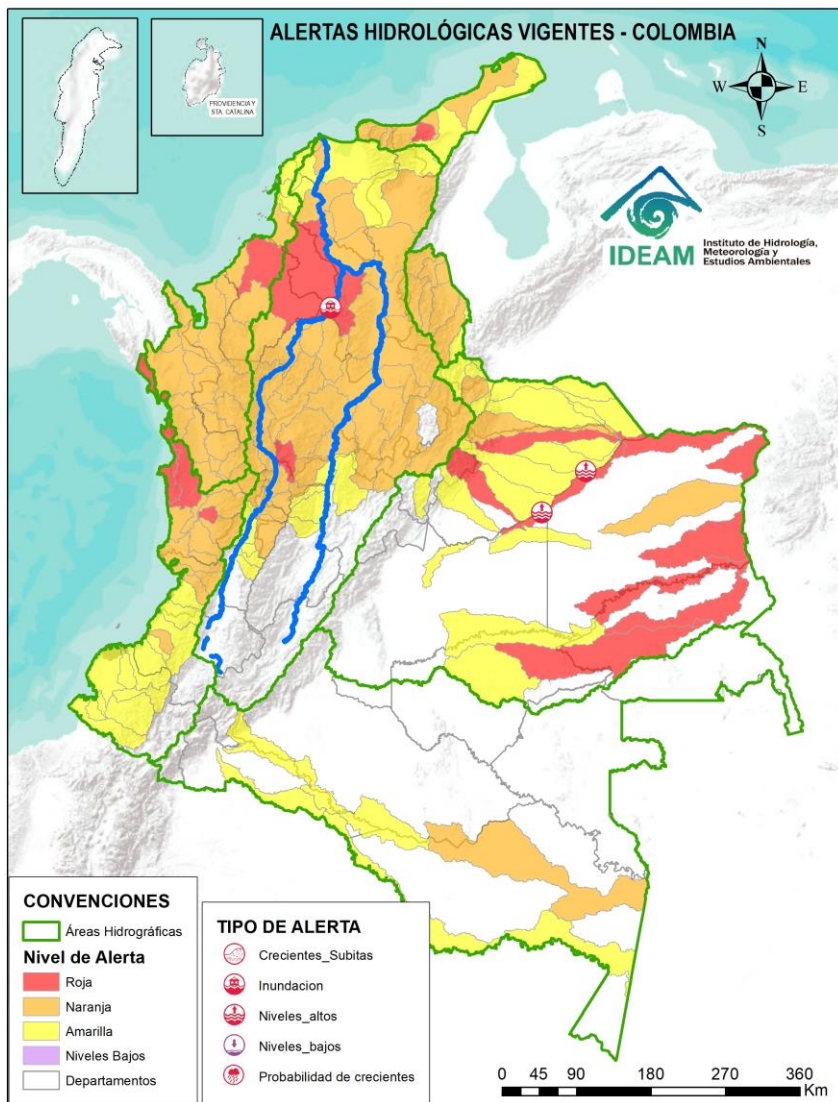 ALERTAS HIDROLÓGICAS VIGENTES - COLOMBIA
PROVIDENCIA Y
STA. CATALINA
N
W
E
S
IDEAM
Instituto de Hidrología,
Meteorología y
Estudios Ambientales
CONVENCIONES
Áreas Hidrográficas
Nivel de Alerta
Roja
Naranja
Amarilla
Niveles Bajos
Departamentos
TIPO DE ALERTA
Crecientes_Subitas
Inundacion
Niveles_altos
Niveles_bajos
Probabilidad de crecientes
0 45 90 180 270 360
Km